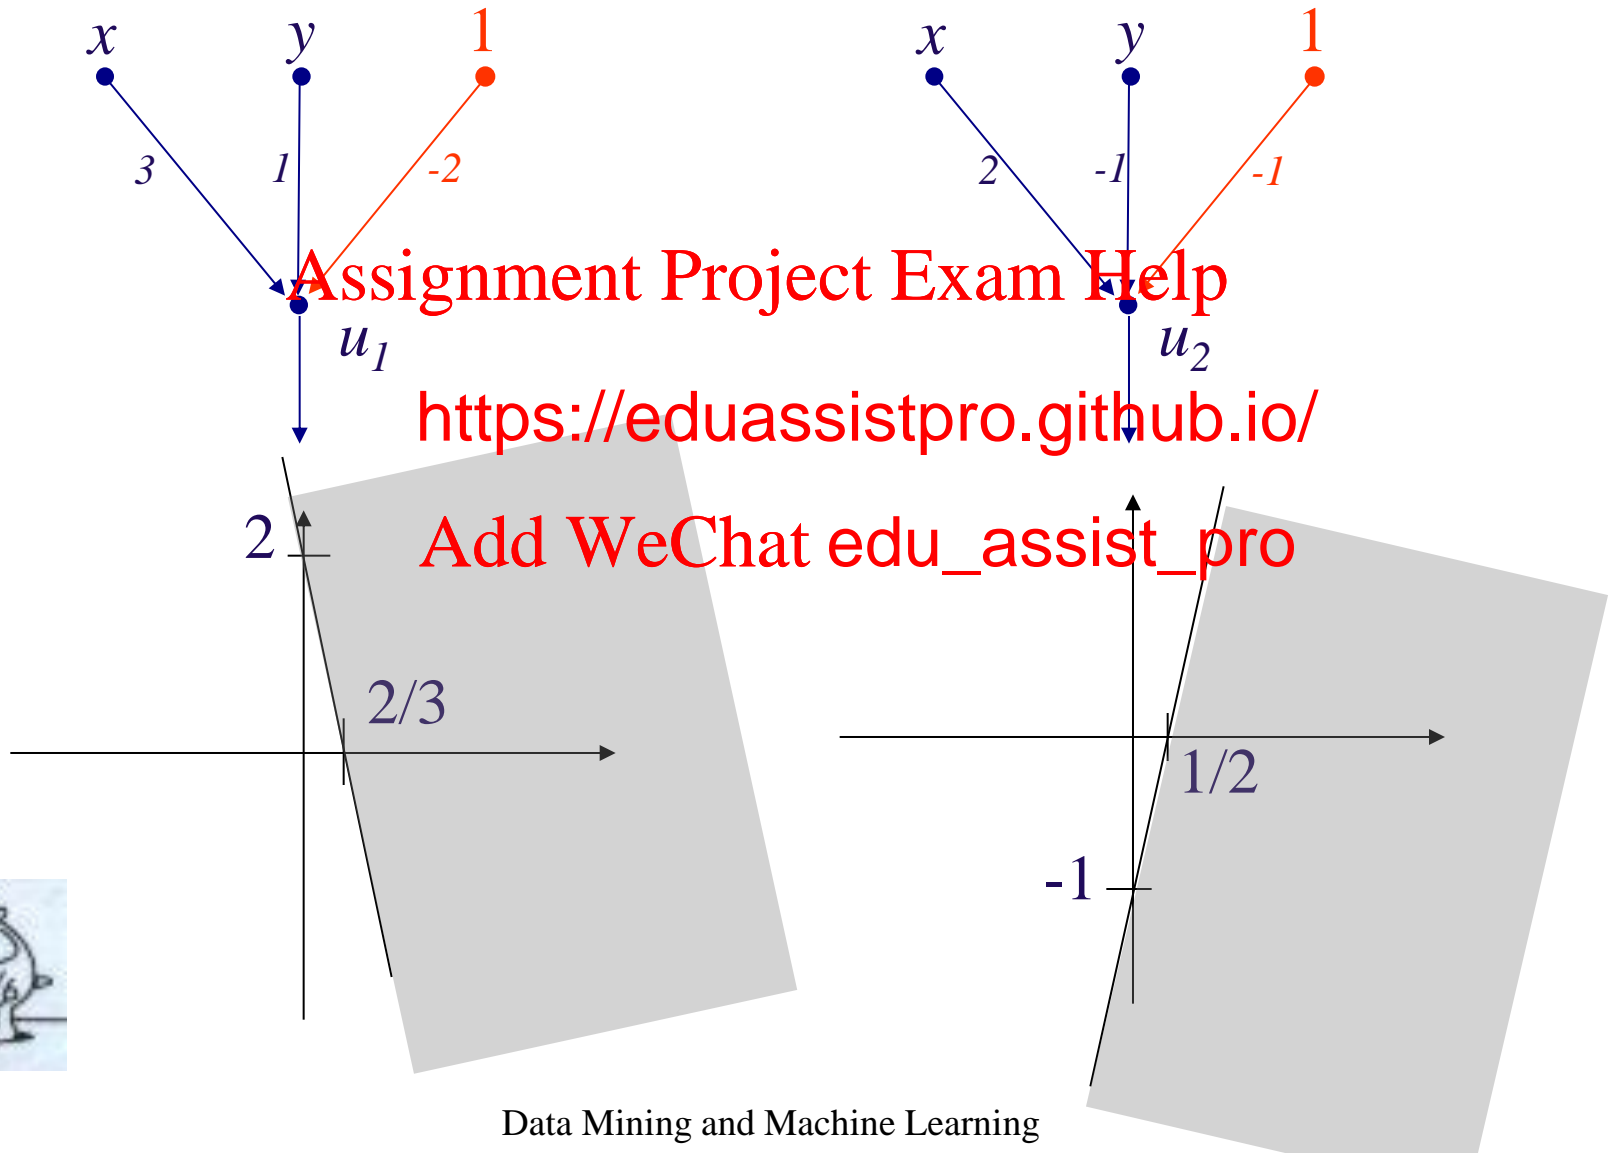 x y 1 x y 1
3 1 -2 2 -1 -1
Assignment Project Exam Help
u1 u2
https://eduassistpro.github.io/
2 Add WeChat edu_assist_pro
2/3
1/2
-1
Data Mining and Machine Learning